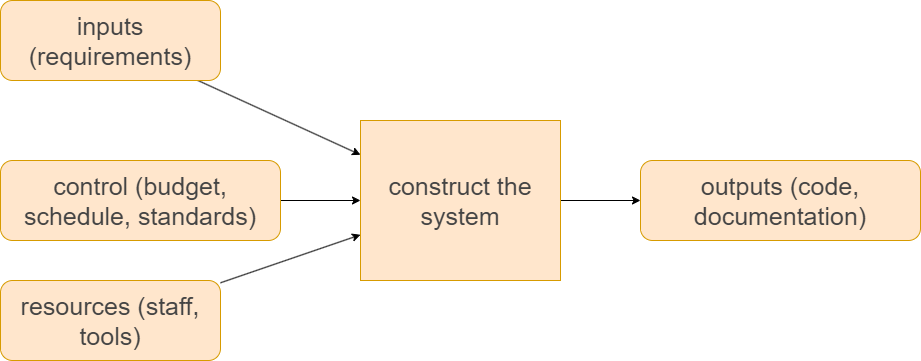 inputs
(requirements)
control (budget,
schedule, standards)
resources (staff,
tools)
construct the
system
outputs (code,
documentation)